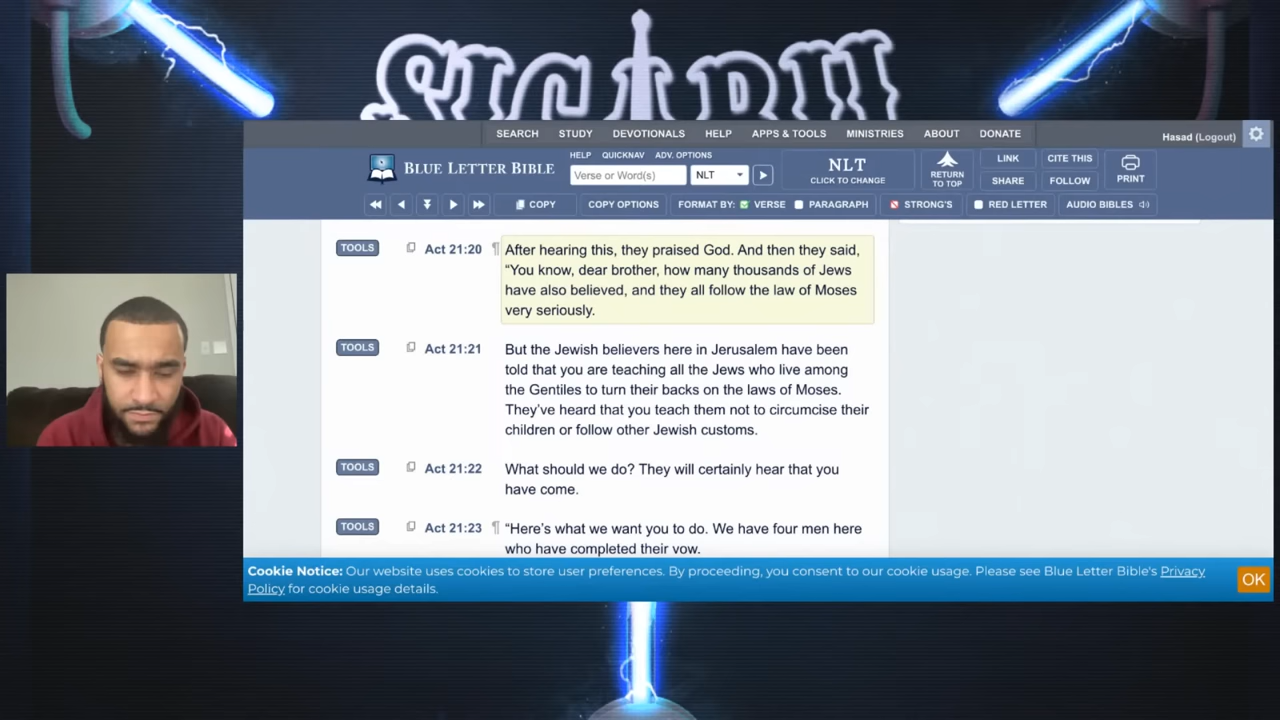 SICARII
SEARCH STUDY DEVOTIONALS HELP APPS & TOOLS MINISTRIES ABOUT DONATE
Hasad (Logout)
BLUE LETTER BIBLE
HELP QUICKNAV ADV. OPTIONS
Verse or Word(s) NLT
NLT
CLICK TO CHANGE
RETURN
TO TOP
LINK CITE THIS
SHARE FOLLOW
PRINT
COPY COPY OPTIONS FORMAT BY: VERSE PARAGRAPH STRONG'S RED LETTER AUDIO BIBLES
TOOLS Act 21:20 ¶ After hearing this, they praised God. And then they said,
“You know, dear brother, how many thousands of Jews
have also believed, and they all follow the law of Moses
very seriously.
TOOLS Act 21:21 But the Jewish believers here in Jerusalem have been
told that you are teaching all the Jews who live among
the Gentiles to turn their backs on the laws of Moses.
They’ve heard that you teach them not to circumcise their
children or follow other Jewish customs.
TOOLS Act 21:22 What should we do? They will certainly hear that you
have come.
TOOLS Act 21:23 ¶ “Here’s what we want you to do. We have four men here
who have completed their vow.
Cookie Notice: Our website uses cookies to store user preferences. By proceeding, you consent to our cookie usage. Please see Blue Letter Bible's Privacy
Policy for cookie usage details.
OK